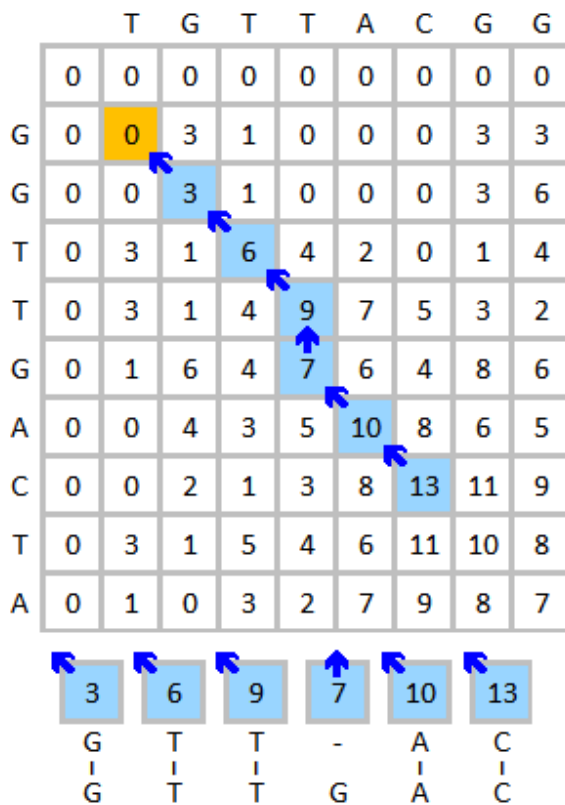 T G T T A C G G
0 0 0 0 0 0 0 0 0
G 0 0 3 1 0 0 0 3 3
G 0 0 3 1 0 0 0 3 6
T 0 3 1 6 4 2 0 1 4
T 0 3 1 4 9 7 5 3 2
G 0 1 6 4 7 6 4 8 6
A 0 0 4 3 5 10 8 6 5
C 0 0 2 1 3 8 13 11 9
T 0 3 1 5 4 6 11 10 8
A 0 1 0 3 2 7 9 8 7
3 6 9 7 10 13
G T T - A C
G T T G A C